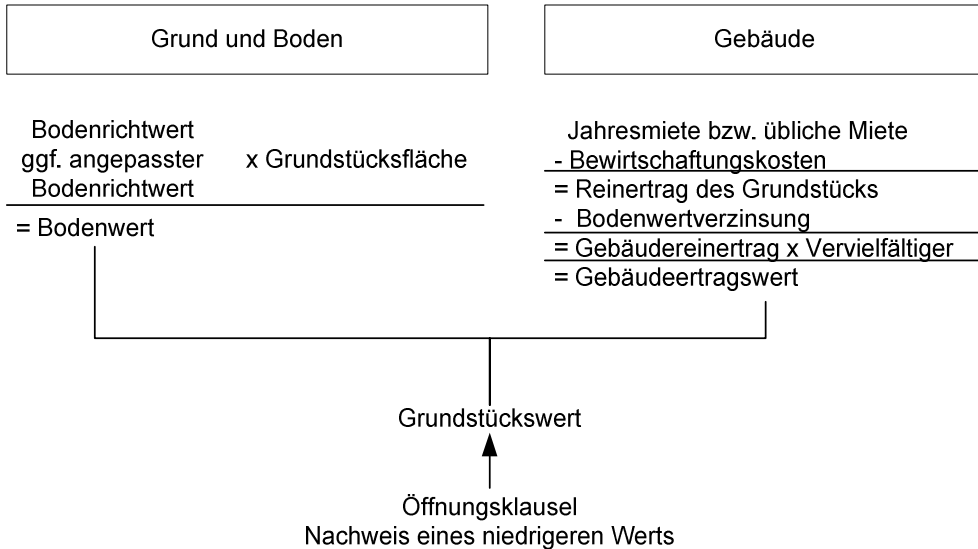 Grund und Boden
Bodenrichtwert
ggf. angepasster x Grundstücksfläche
Bodenrichtwert
= Bodenwert
Gebäude
Jahresmiete bzw. übliche Miete
- Bewirtschaftungskosten
= Reinertrag des Grundstücks
- Bodenwertverzinsung
= Gebäudereinertrag x Vervielfältiger
= Gebäudeertragswert
Grundstückswert
Öffnungsklausel
Nachweis eines niedrigeren Werts